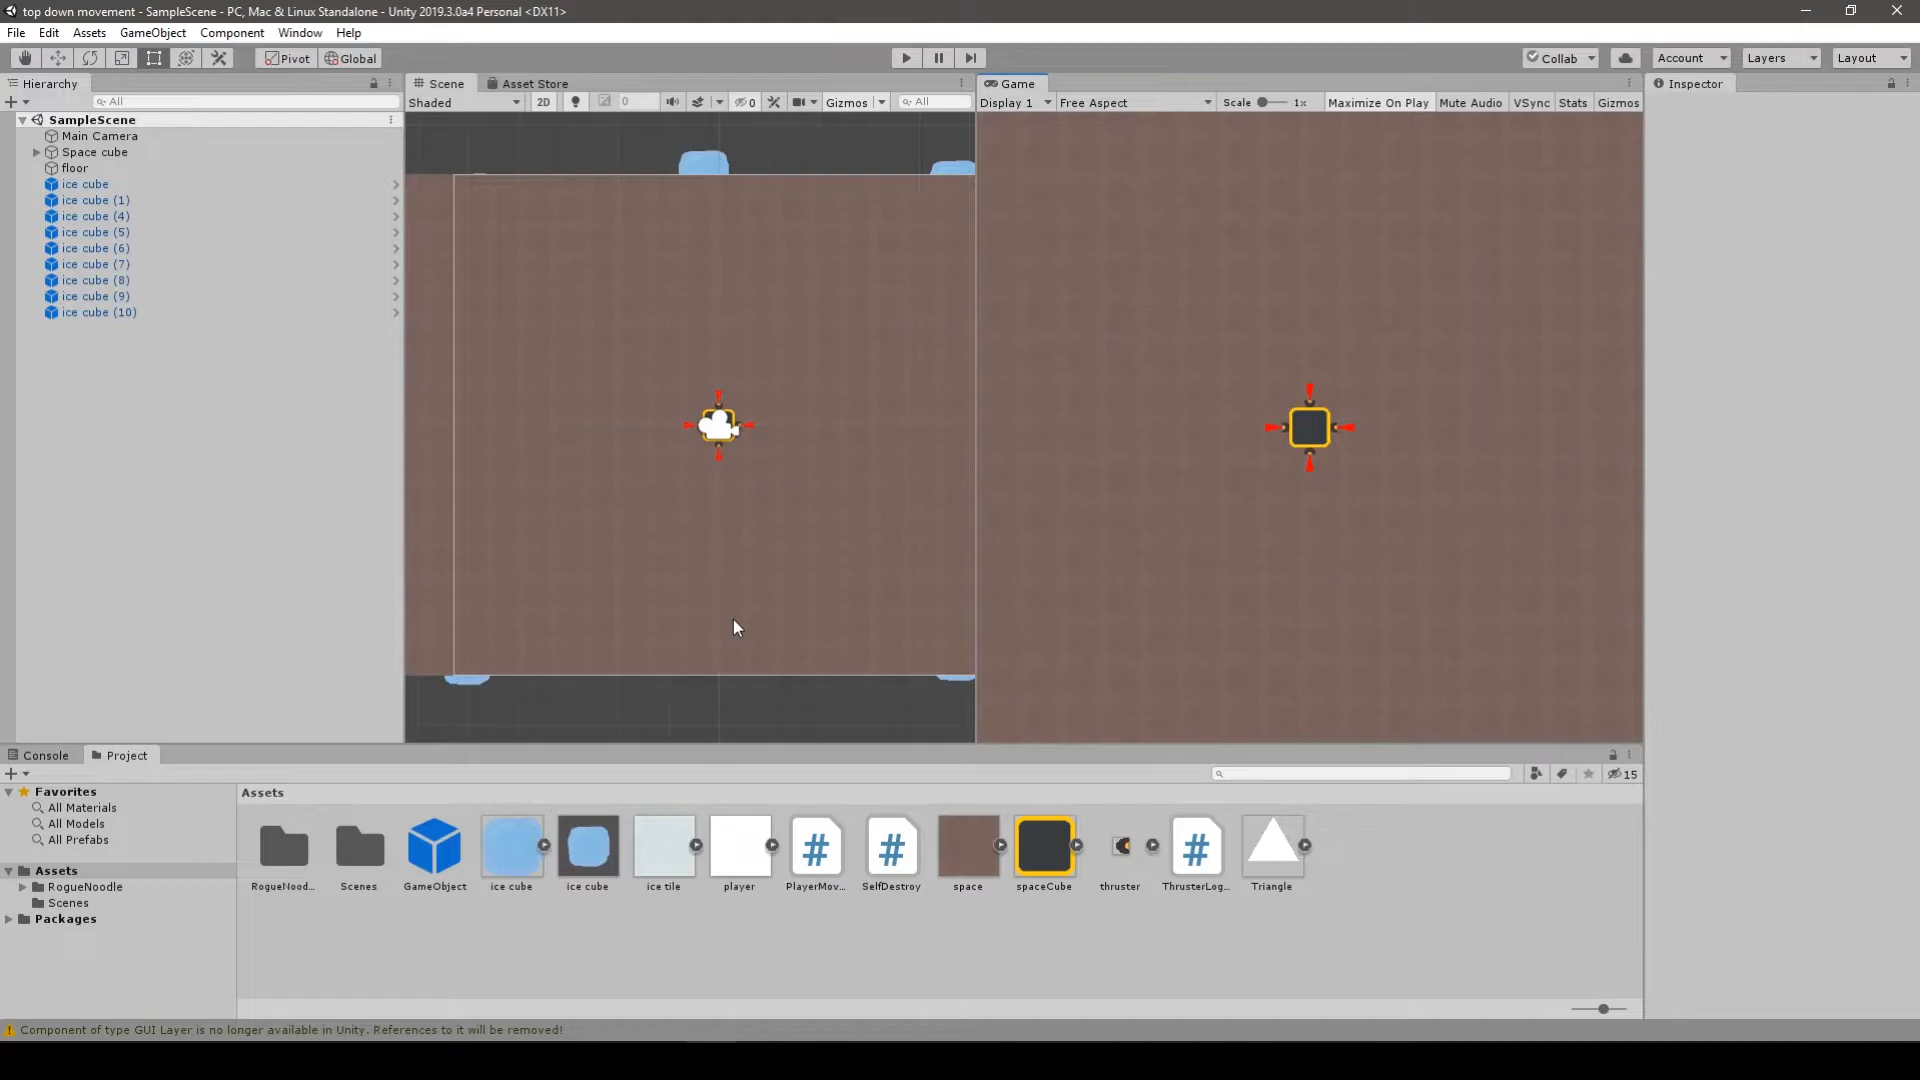 top down movement - SampleScene - PC, Mac & Linux Standalone - Unity 2019.3.0a4 Personal <DX11>
File Edit Assets GameObject Component Window Help
Pivot Global Collab Account Layers Layout
Hierarchy
All
SampleScene
Main Camera
Space cube
floor
ice cube
ice cube (1)
ice cube (4)
ice cube (5)
ice cube (6)
ice cube (7)
ice cube (8)
ice cube (9)
ice cube (10)
Scene Asset Store
Shaded 2D 0 0 Gizmos All
Game
Display 1 Free Aspect Scale 1x Maximize On Play Mute Audio VSync Stats Gizmos
Inspector
Console Project
15
Favorites
All Materials
All Models
All Prefabs
Assets
RogueNoodle
Scenes
Packages
Assets
RogueNood... Scenes GameObject ice cube ice cube ice tile player PlayerMov... SelfDestroy space spaceCube thruster ThrusterLog... Triangle
Component of type GUI Layer is no longer available in Unity. References to it will be removed!